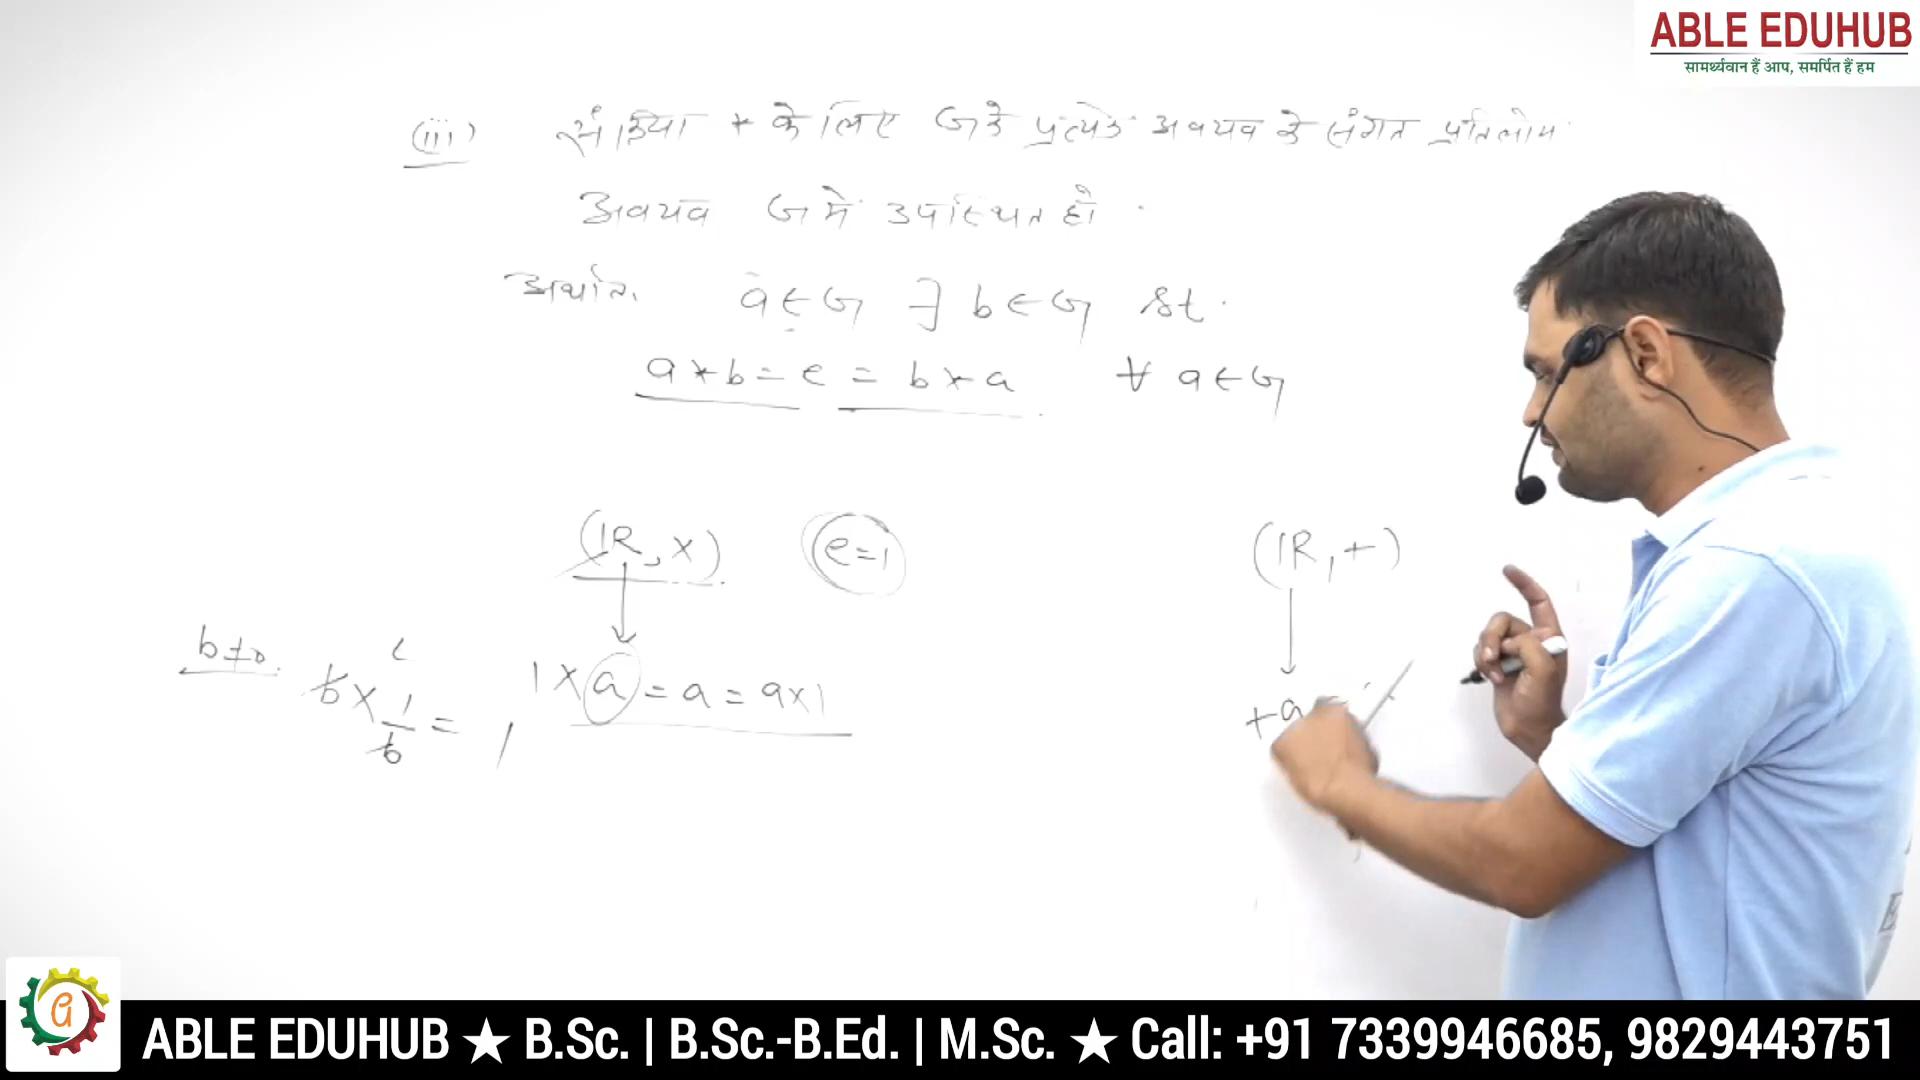 ABLE EDUHUB
सामर्थ्यवान हैं आप, समर्पित हैं हम
(iii) संक्रिया * के लिए G के प्रत्येक अवयव के संगत प्रतिलोम
अवयव G में उपस्थित हो
अर्थात् a ∈ G ∃ b ∈ G st.
a * b = e = b * a ∀ a ∈ G
(IR, ×) e=1 (IR, +)
b≠0
b × 1/b = 1 1 × a = a = a×1 +a
ABLE EDUHUB ★ B.Sc. | B.Sc.-B.Ed. | M.Sc. ★ Call: +91 7339946685, 9829443751